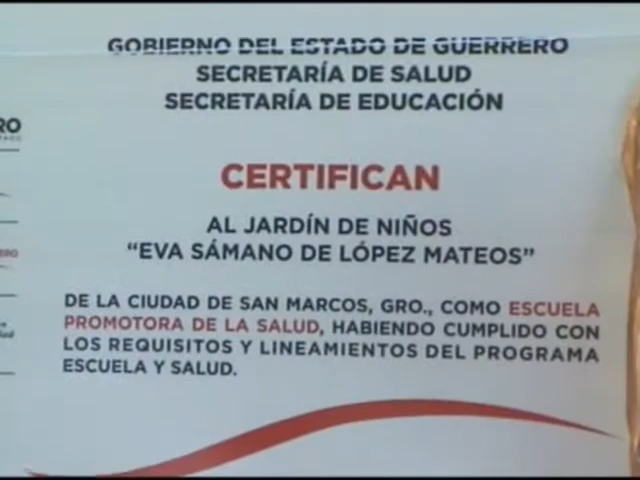 GOBIERNO DEL ESTADO DE GUERRERO
SECRETARÍA DE SALUD
SECRETARÍA DE EDUCACIÓN
CERTIFICAN
AL JARDÍN DE NIÑOS
“EVA SÁMANO DE LÓPEZ MATEOS”
DE LA CIUDAD DE SAN MARCOS, GRO., COMO ESCUELA
PROMOTORA DE LA SALUD, HABIENDO CUMPLIDO CON
LOS REQUISITOS Y LINEAMIENTOS DEL PROGRAMA
ESCUELA Y SALUD.